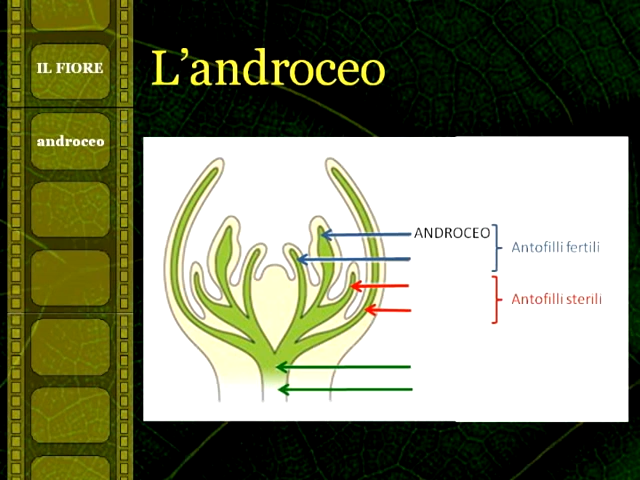 L’androceo
IL FIORE
androceo
ANDROCEO
Antofilli fertili
Antofilli sterili